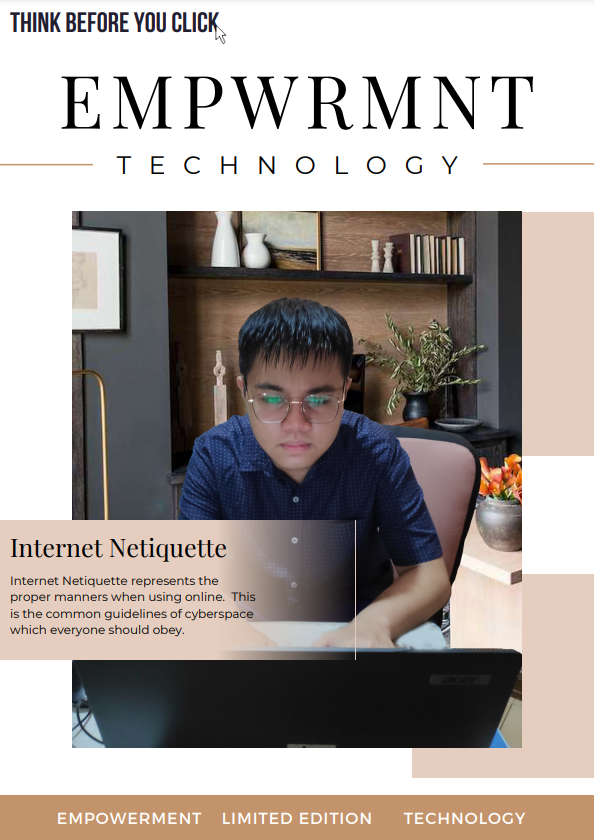 THINK BEFORE YOU CLICK
EMPWRMNT
TECHNOLOGY
Internet Netiquette
Internet Netiquette represents the
proper manners when using online. This
is the common guidelines of cyberspace
which everyone should obey.
acer
EMPOWERMENT LIMITED EDITION TECHNOLOGY